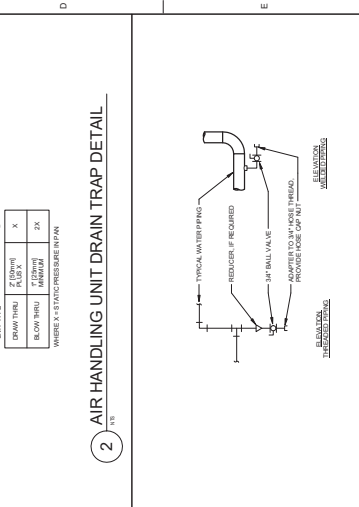 D
E
DRAW THRU 2" [50mm] PLUS X X
BLOW THRU 1" [25mm] MINIMUM 2X
WHERE X = STATIC PRESSURE IN PAN
2 AIR HANDLING UNIT DRAIN TRAP DETAIL
NTS
TYPICAL WATER PIPING
REDUCER, IF REQUIRED
3/4" BALL VALVE
ADAPTER TO 3/4" HOSE THREAD,
PROVIDE HOSE CAP NUT
ELEVATION
THREADED PIPING
ELEVATION
WELDED PIPING